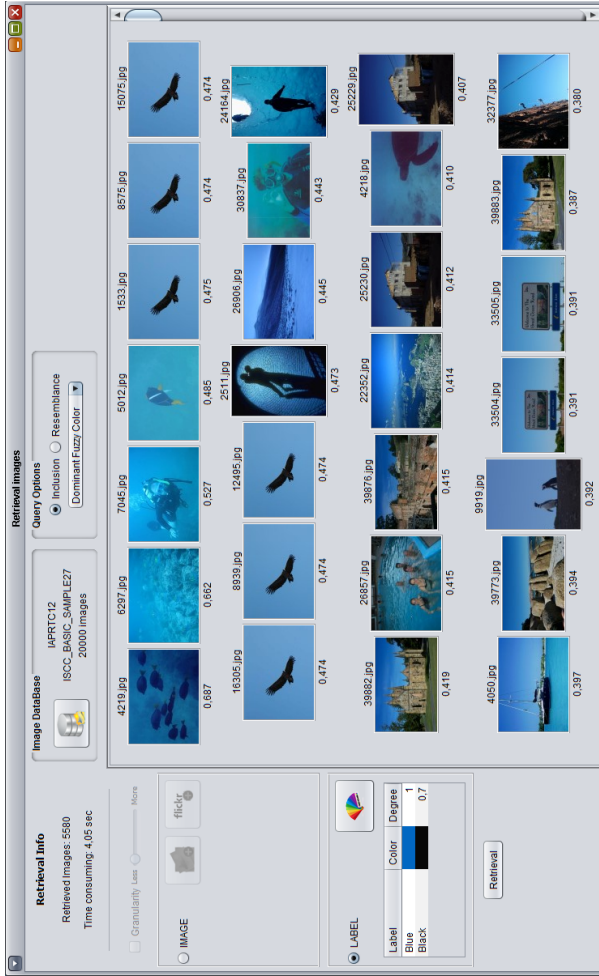 Retrieval images
Retrieval Info
Retrieved Images: 5580
Time consuming: 4,05 sec
Image DataBase
IAPRTC12
ISCC_BASIC_SAMPLE27
20000 images
Query Options
Inclusion
Resemblance
Dominant Fuzzy Color
Granularity Less
More
IMAGE
flickr
LABEL
Label Color Degree
Blue 1
Black 0,7
Retrieval
4219.jpg 6297.jpg 7045.jpg 5012.jpg 1533.jpg 8575.jpg 15075.jpg
0,687 0,662 0,527 0,485 0,475 0,474 0,474
16305.jpg 8939.jpg 12495.jpg 2511.jpg 26906.jpg 30837.jpg 24164.jpg
0,474 0,474 0,474 0,473 0,445 0,443 0,429
39882.jpg 26857.jpg 39876.jpg 22352.jpg 25230.jpg 4218.jpg 25229.jpg
0,419 0,415 0,415 0,414 0,412 0,410 0,407
4050.jpg 39773.jpg 9919.jpg 33504.jpg 33505.jpg 39883.jpg 32377.jpg
0,397 0,394 0,392 0,391 0,391 0,387 0,380